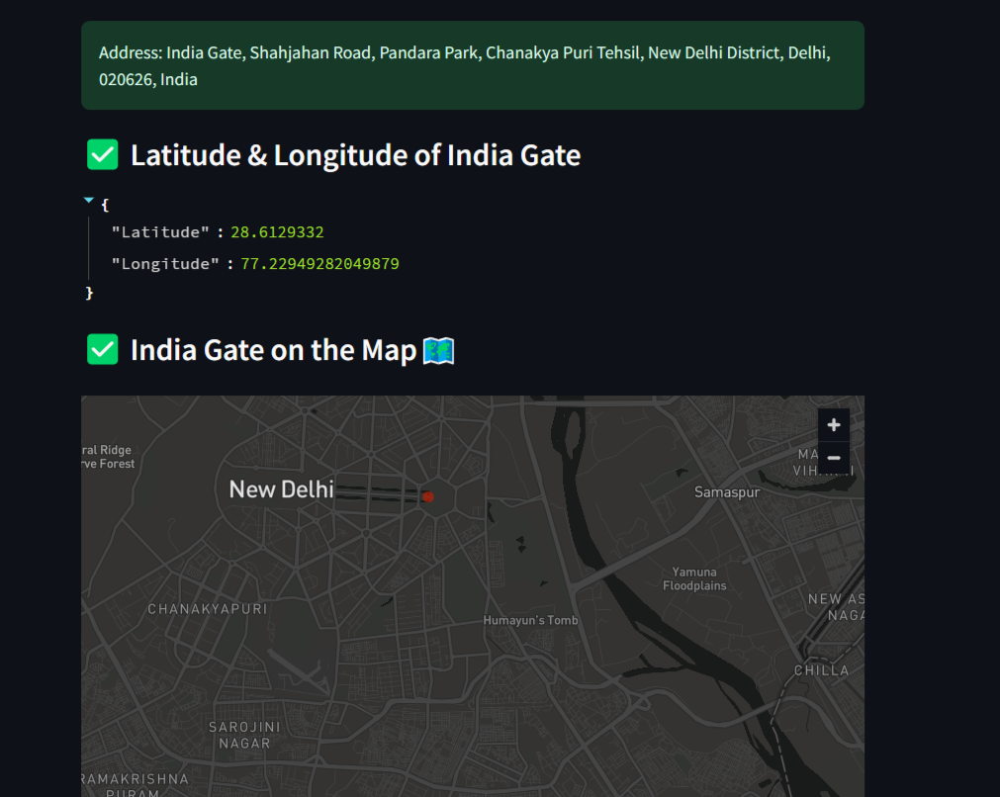 Address: India Gate, Shahjahan Road, Pandara Park, Chanakya Puri Tehsil, New Delhi District, Delhi,
020626, India
Latitude & Longitude of India Gate
{
"Latitude" : 28.6129332
"Longitude" : 77.22949282049879
}
India Gate on the Map
+
−
ral Ridge
rve Forest
MA
VIH
New Delhi
Samaspur
Yamuna
Floodplains
CHANAKYAPURI
NEW AS
NAGA
Humayun's Tomb
CHILLA
SAROJINI
NAGAR
RAMAKRISHNA
PURAM